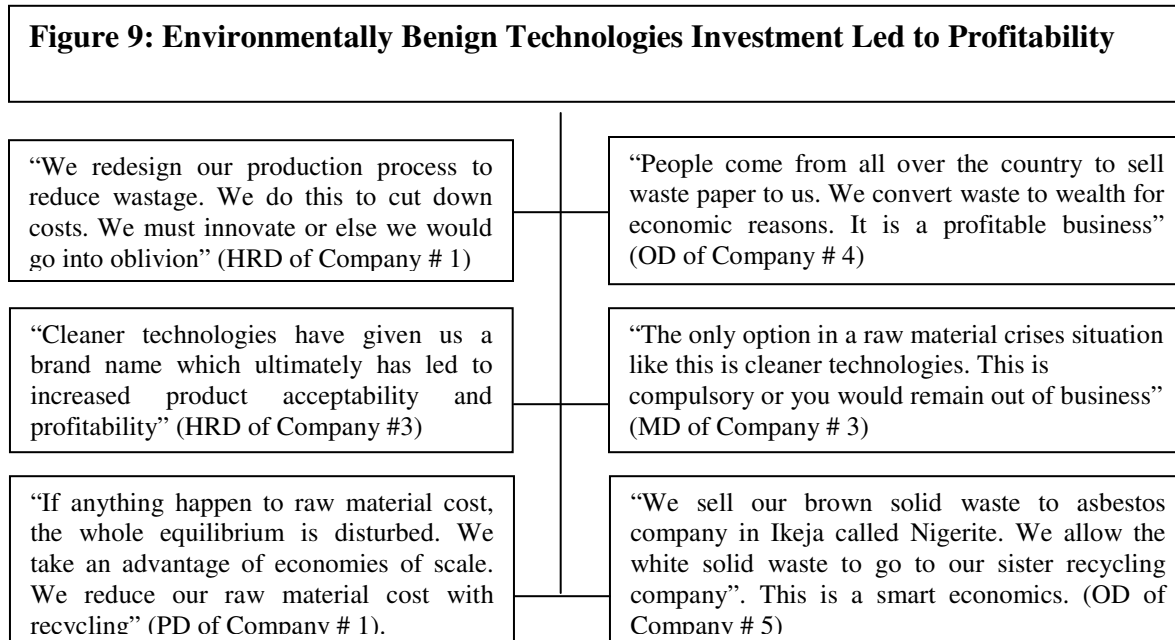 Figure 9: Environmentally Benign Technologies Investment Led to Profitability
“We redesign our production process to
reduce wastage. We do this to cut down
costs. We must innovate or else we would
go into oblivion” (HRD of Company # 1)
“People come from all over the country to sell
waste paper to us. We convert waste to wealth for
economic reasons. It is a profitable business”
(OD of Company # 4)
“Cleaner technologies have given us a
brand name which ultimately has led to
increased product acceptability and
profitability” (HRD of Company #3)
“The only option in a raw material crises situation
like this is cleaner technologies. This is
compulsory or you would remain out of business”
(MD of Company # 3)
“If anything happen to raw material cost,
the whole equilibrium is disturbed. We
take an advantage of economies of scale.
We reduce our raw material cost with
recycling” (PD of Company # 1).
“We sell our brown solid waste to asbestos
company in Ikeja called Nigerite. We allow the
white solid waste to go to our sister recycling
company”. This is a smart economics. (OD of
Company # 5)